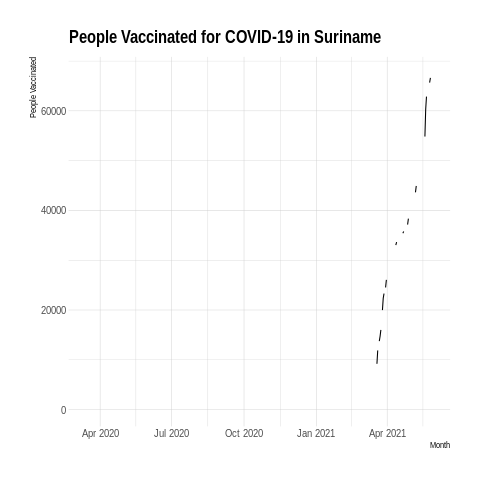 People Vaccinated for COVID-19 in Suriname
People Vaccinated
60000
40000
20000
0
Apr 2020 Jul 2020 Oct 2020 Jan 2021 Apr 2021
Month